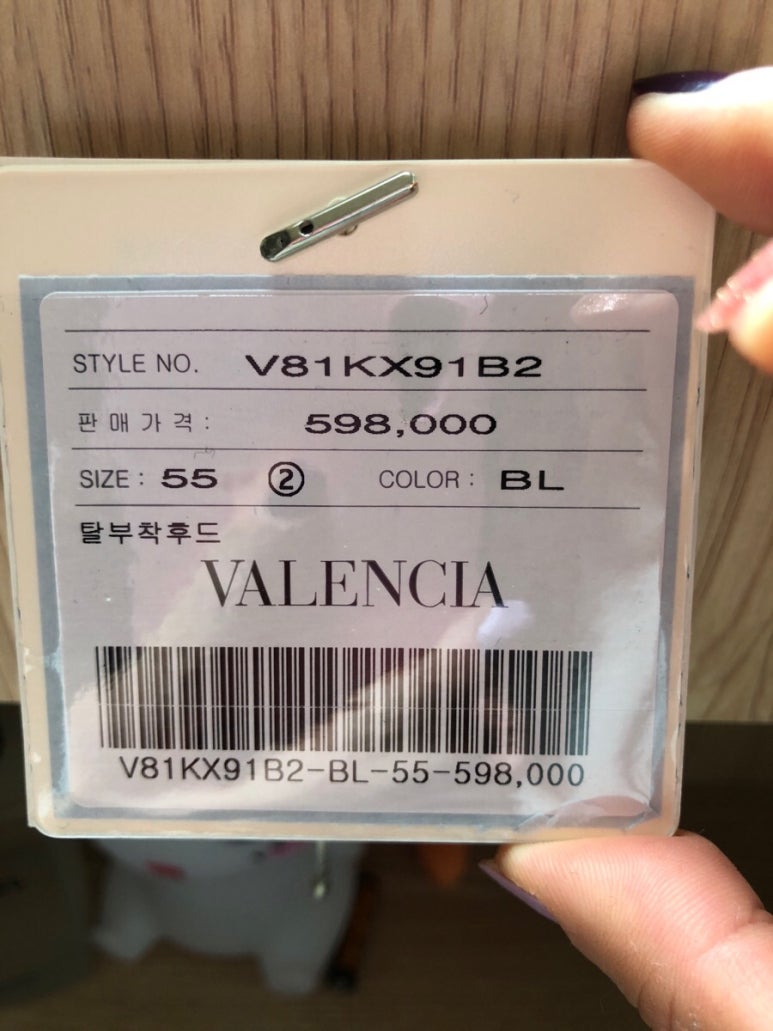 STYLE NO. V81KX91B2
판매가격 : 598,000
SIZE : 55 ② COLOR : BL
탈부착후드
VALENCIA
V81KX91B2-BL-55-598,000